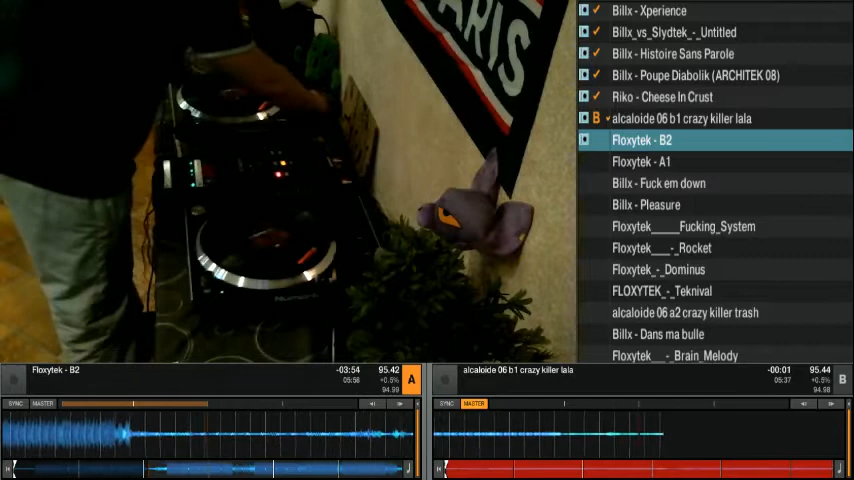 PARIS
Billx - Xperience
Billx_vs_Slydtek_-_Untitled
Billx - Histoire Sans Parole
Billx - Poupe Diabolik (ARCHITEK 08)
Riko - Cheese In Crust
B alcaloide 06 b1 crazy killer lala
Floxytek - B2
Floxytek - A1
Billx - Fuck em down
Billx - Pleasure
Floxytek_____Fucking_System
Floxytek___-_Rocket
Floxytek_-_Dominus
FLOXYTEK_-_Teknival
alcaloide 06 a2 crazy killer trash
Billx - Dans ma bulle
Floxytek___-_Brain_Melody
Floxytek - B2 -03:54 95.42 A
05:58 +0.5%
94.99
SYNC MASTER
alcaloide 06 b1 crazy killer lala -00:01 95.44 B
05:37 +0.5%
94.98
SYNC MASTER